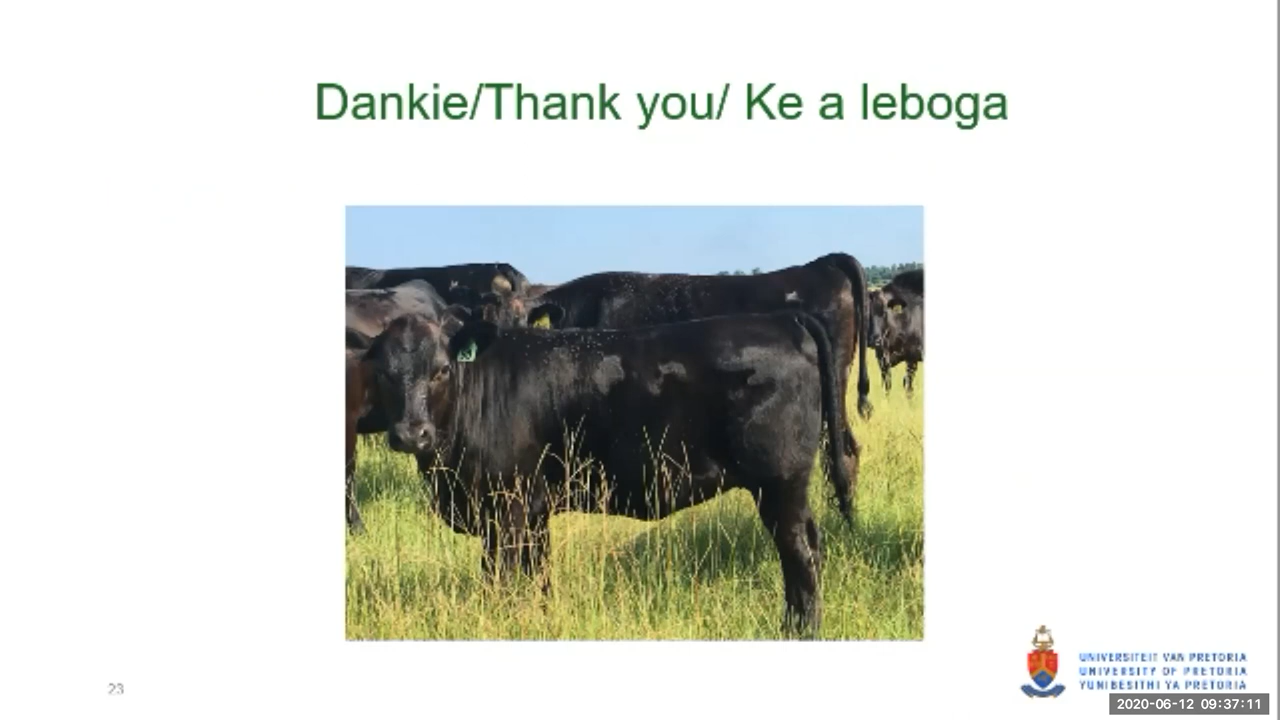 Dankie/Thank you/ Ke a leboga
23
UNIVERSITEIT VAN PRETORIA
UNIVERSITY OF PRETORIA
YUNIBESITHI YA PRETORIA
2020-06-12 09:37:11